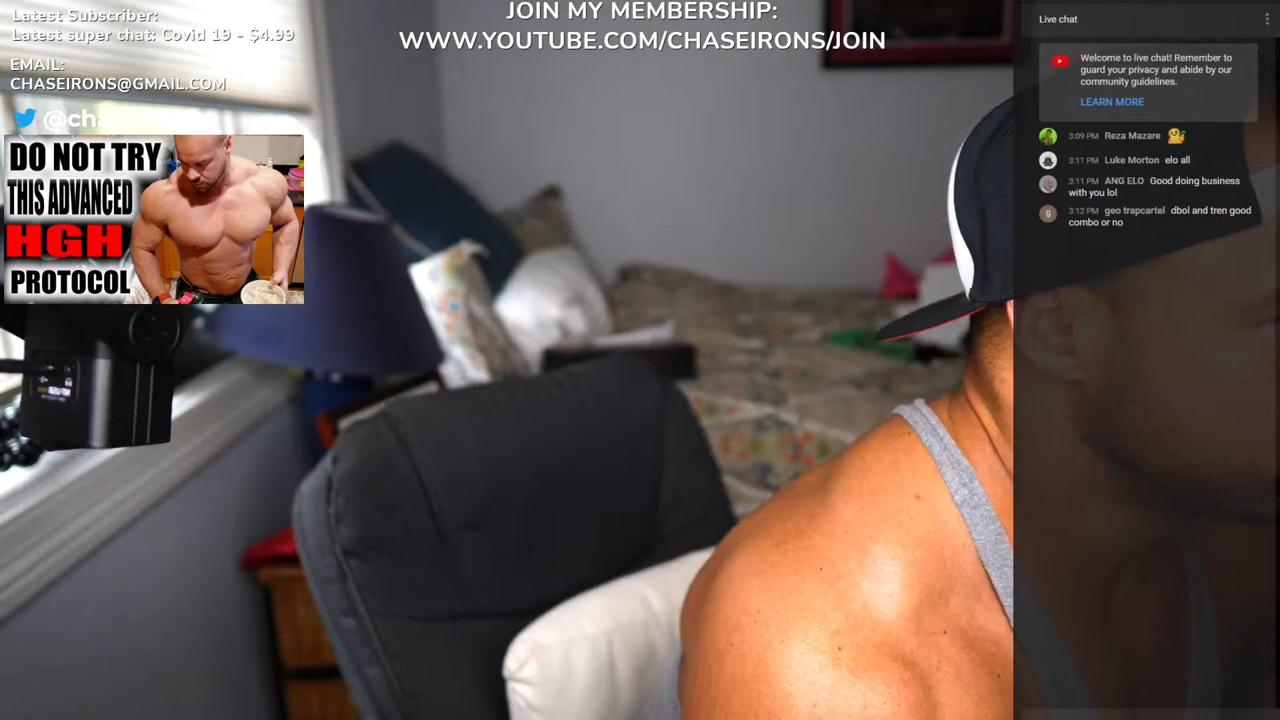 Latest Subscriber:
Latest super chat: Covid 19 - $4.99
EMAIL:
CHASEIRONS@GMAIL.COM
DO NOT TRY
THIS ADVANCED
HGH
PROTOCOL
JOIN MY MEMBERSHIP:
WWW.YOUTUBE.COM/CHASEIRONS/JOIN
Live chat
Welcome to live chat! Remember to
guard your privacy and abide by our
community guidelines.
LEARN MORE
3:09 PM Reza Mazare
3:11 PM Luke Morton elo all
3:11 PM ANG ELO Good doing business
with you lol
3:12 PM geo trapcartel dbol and tren good
combo or no